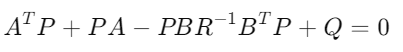 $A^T P + PA - PBR^{-1}B^T P + Q = 0$